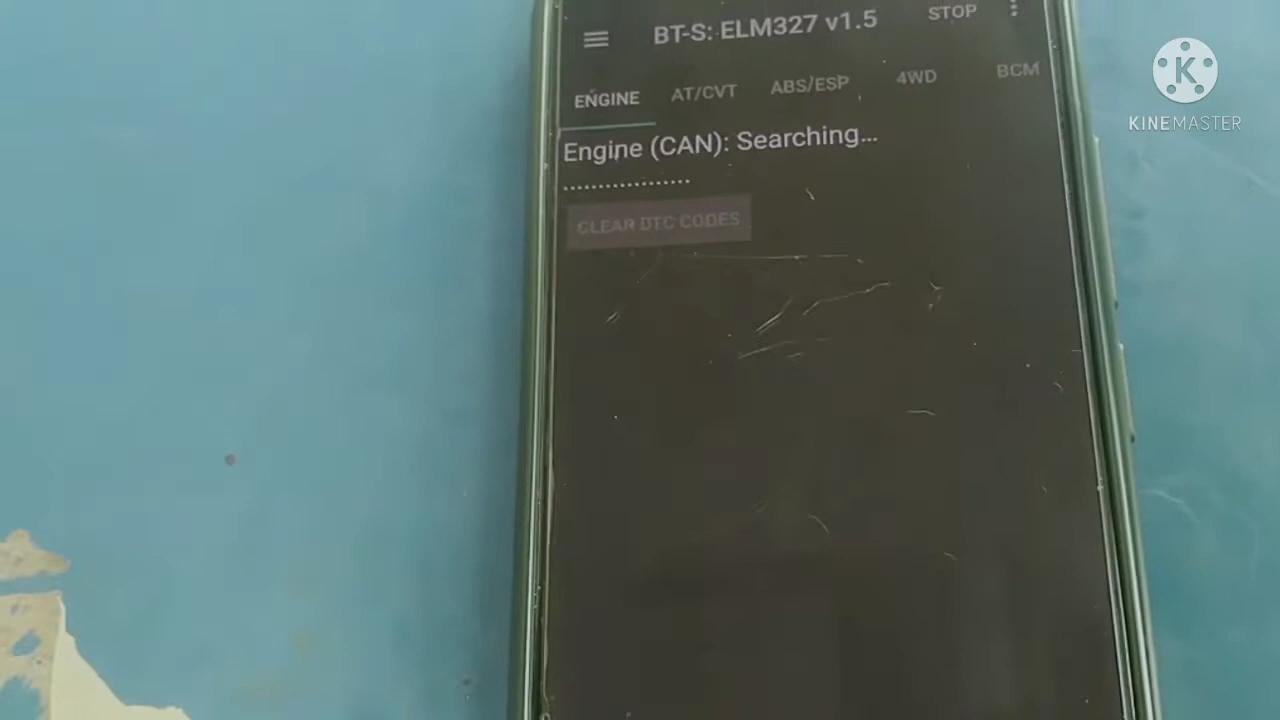 BT-S: ELM327 v1.5
STOP
ENGINE
AT/CVT
ABS/ESP
4WD
BCM
Engine (CAN): Searching...
.................
CLEAR DTC CODES
K
KINEMASTER